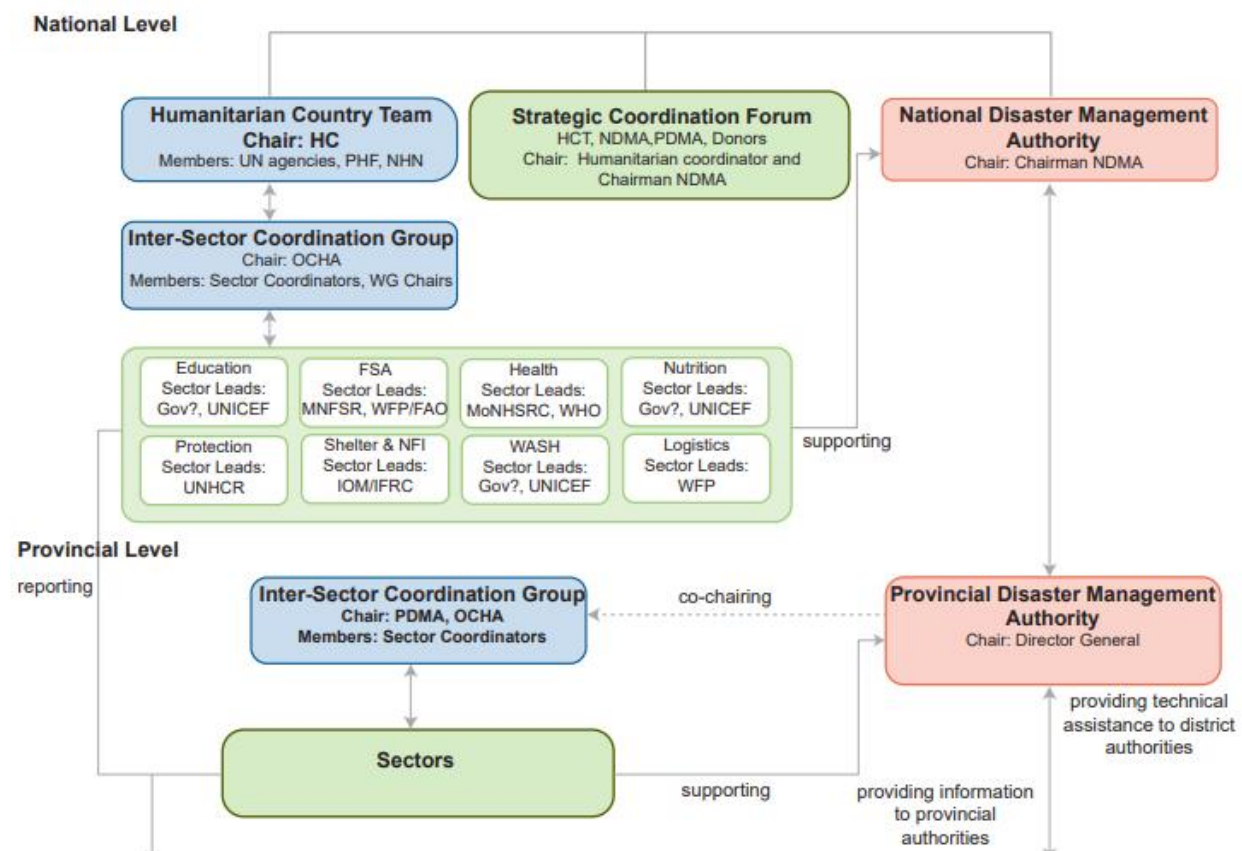 National Level
Humanitarian Country Team
Chair: HC
Members: UN agencies, PHF, NHN
Strategic Coordination Forum
HCT, NDMA,PDMA, Donors
Chair: Humanitarian coordinator and
Chairman NDMA
National Disaster Management
Authority
Chair: Chairman NDMA
Inter-Sector Coordination Group
Chair: OCHA
Members: Sector Coordinators, WG Chairs
Education
Sector Leads:
Gov?, UNICEF
FSA
Sector Leads:
MNFSR, WFP/FAO
Health
Sector Leads:
MoNHSRC, WHO
Nutrition
Sector Leads:
Gov?, UNICEF
Protection
Sector Leads:
UNHCR
Shelter & NFI
Sector Leads:
IOM/IFRC
WASH
Sector Leads:
Gov?, UNICEF
Logistics
Sector Leads:
WFP
supporting
Provincial Level
reporting
Inter-Sector Coordination Group
Chair: PDMA, OCHA
Members: Sector Coordinators
co-chairing
Provincial Disaster Management
Authority
Chair: Director General
Sectors
supporting
providing technical
assistance to district
authorities
providing information
to provincial
authorities